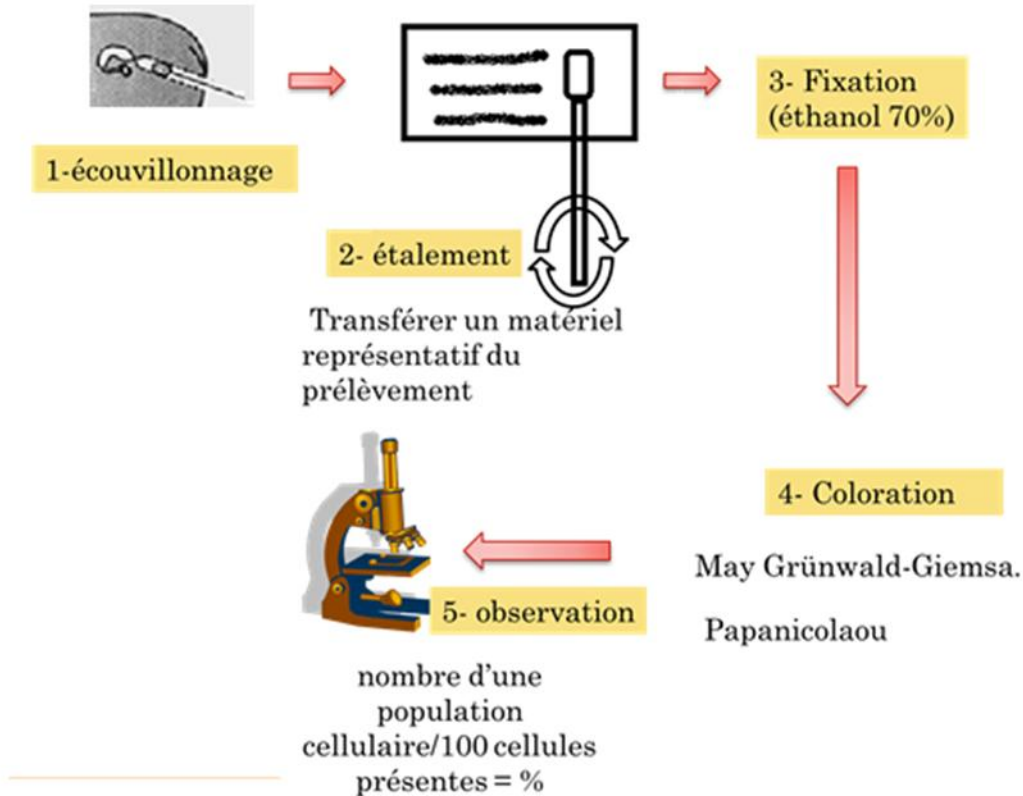 1-écouvillonnage
2- étalement
Transférer un matériel
représentatif du
prélèvement
3- Fixation
(éthanol 70%)
4- Coloration
May Grünwald-Giemsa.
Papanicolaou
5- observation
nombre d’une
population
cellulaire/100 cellules
présentes = %